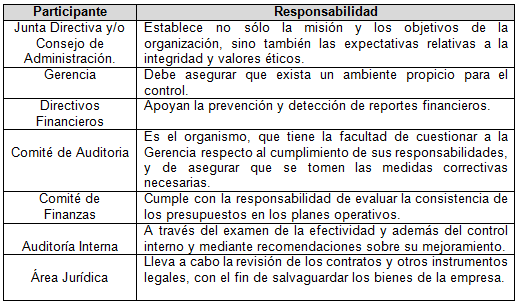 Participante Responsabilidad
Junta Directiva y/o Consejo de Administración.
Establece no sólo la misión y los objetivos de la
organización, sino también las expectativas relativas a la
integridad y valores éticos.
Gerencia
Debe asegurar que exista un ambiente propicio para el
control.
Directivos
Financieros
Apoyan la prevención y detección de reportes financieros.
Comité de Auditoria
Es el organismo, que tiene la facultad de cuestionar a la
Gerencia respecto al cumplimiento de sus responsabilidades,
y de asegurar que se tomen las medidas correctivas
necesarias.
Comité de
Finanzas
Cumple con la responsabilidad de evaluar la consistencia de
los presupuestos en los planes operativos.
Auditoría Interna
A través del examen de la efectividad y además del control
interno y mediante recomendaciones sobre su mejoramiento.
Área Jurídica
Lleva a cabo la revisión de los contratos y otros instrumentos
legales, con el fin de salvaguardar los bienes de la empresa.